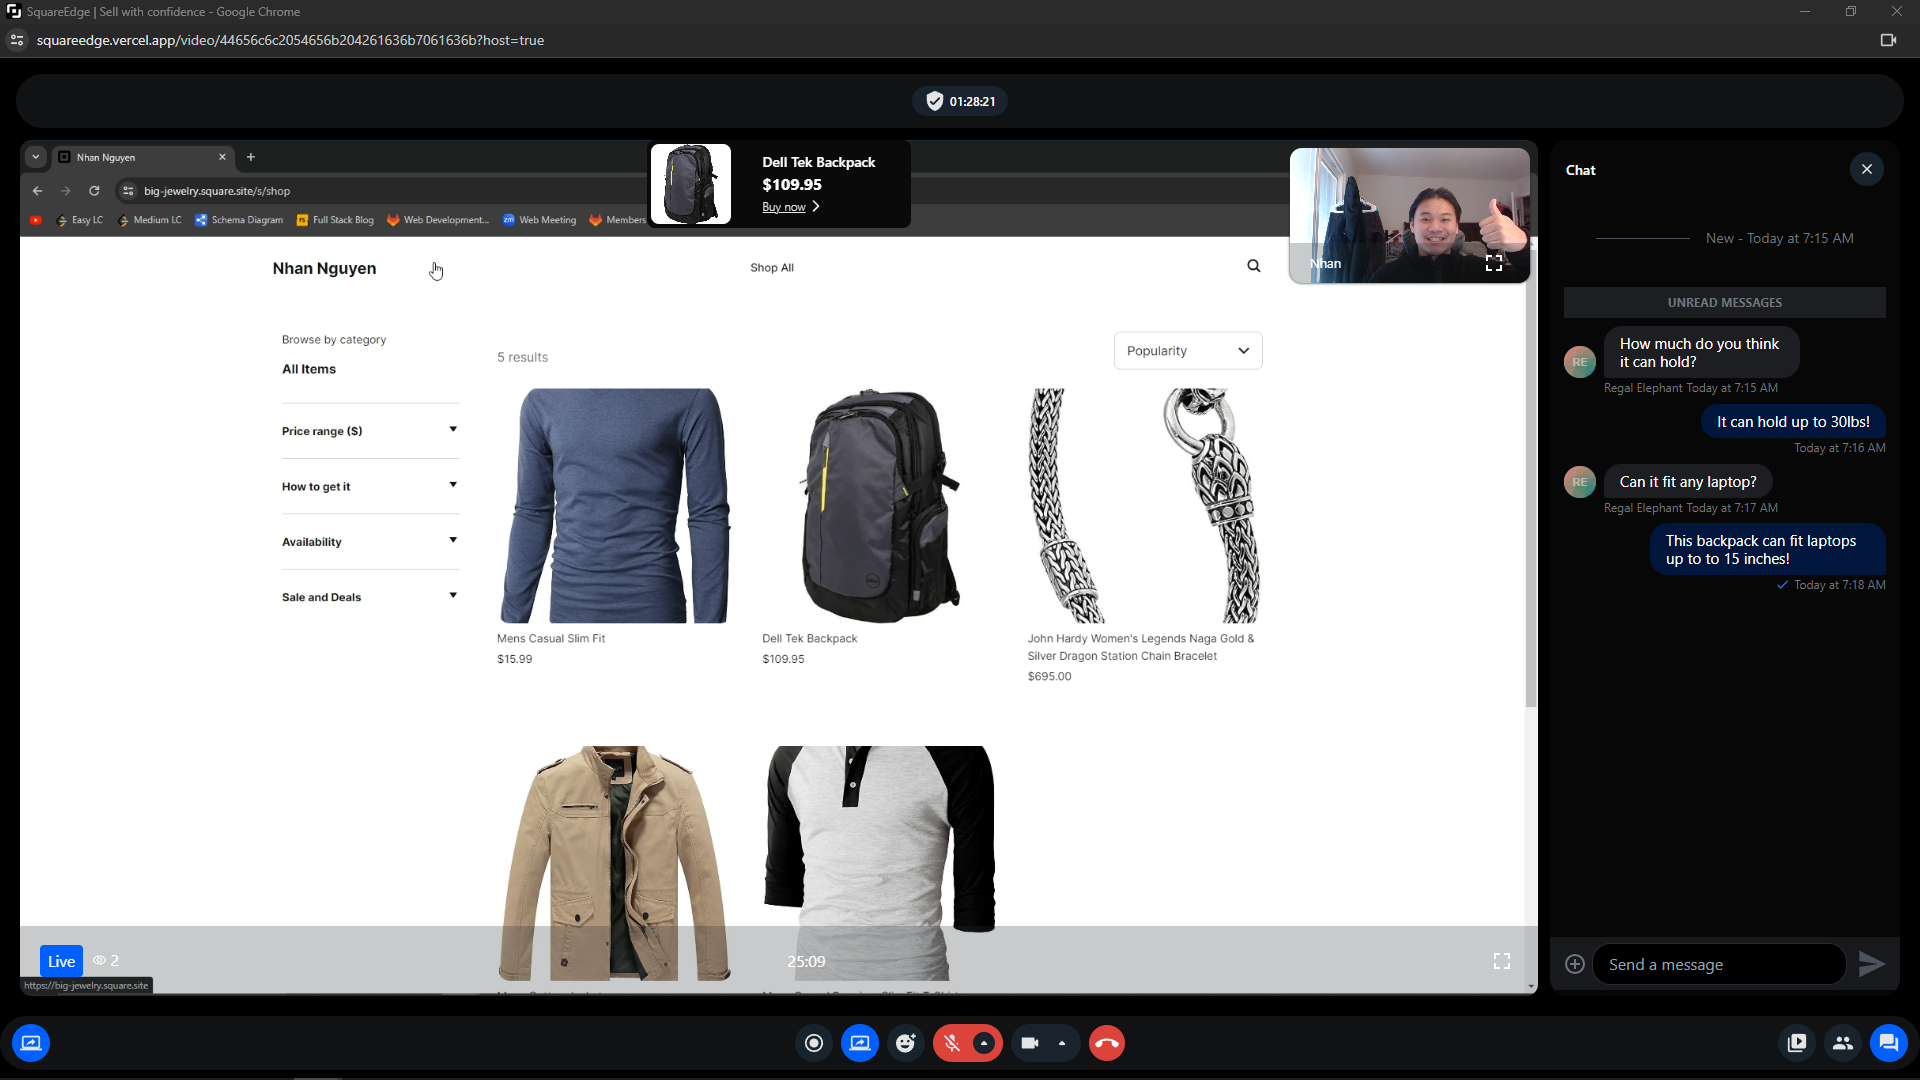 SquareEdge | Sell with confidence - Google Chrome
squareedge.vercel.app/video/44656c6c2054656b204261636b7061636b?host=true
01:28:21
Nhan Nguyen
big-jewelry.square.site/s/shop
Easy LC
Medium LC
Schema Diagram
Full Stack Blog
Web Development...
Web Meeting
Members
Dell Tek Backpack
$109.95
Buy now
Nhan
Nhan Nguyen
Shop All
Browse by category
All Items
Price range ($)
How to get it
Availability
Sale and Deals
5 results
Popularity
Mens Casual Slim Fit
$15.99
Dell Tek Backpack
$109.95
John Hardy Women's Legends Naga Gold &
Silver Dragon Station Chain Bracelet
$695.00
Live
2
25:09
https://big-jewelry.square.site
Chat
New - Today at 7:15 AM
UNREAD MESSAGES
RE
How much do you think
it can hold?
Regal Elephant Today at 7:15 AM
It can hold up to 30lbs!
Today at 7:16 AM
RE
Can it fit any laptop?
Regal Elephant Today at 7:17 AM
This backpack can fit laptops
up to to 15 inches!
Today at 7:18 AM
Send a message